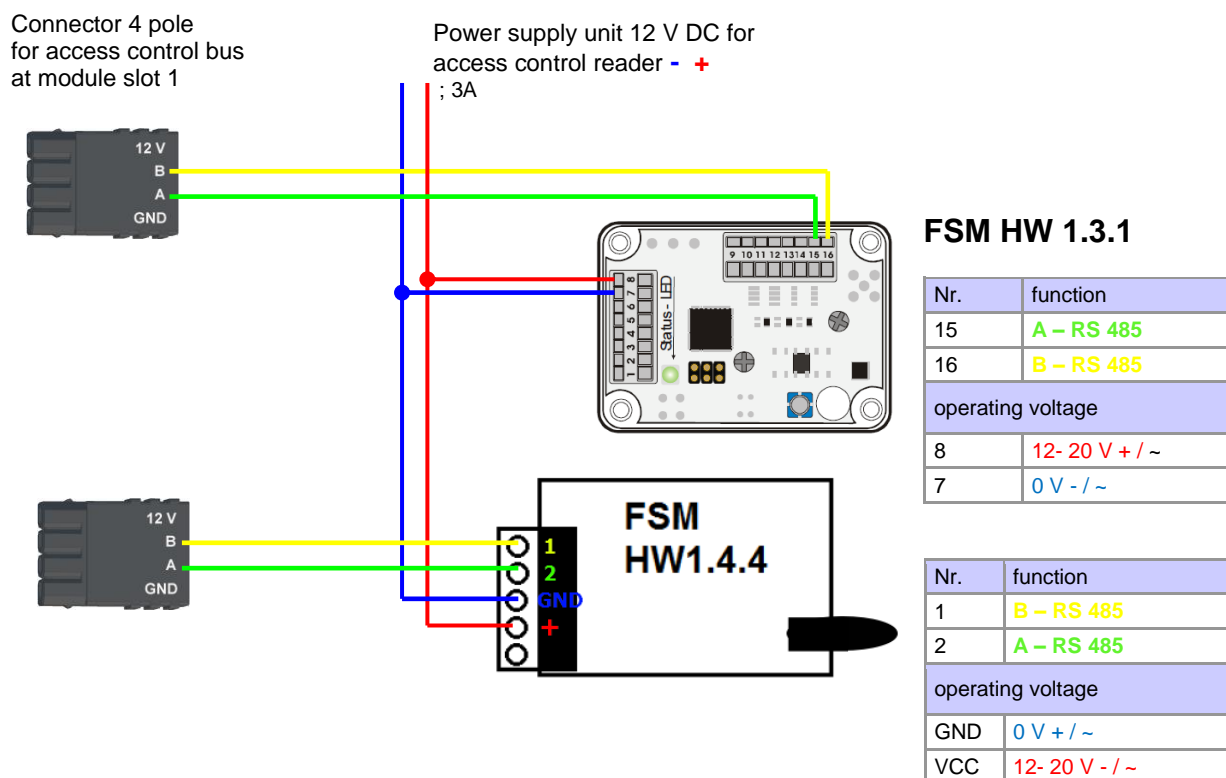 Connector 4 pole
for access control bus
at module slot 1
Power supply unit 12 V DC for
access control reader - +
; 3A
12 V
B
A
GND
9 10 11 12 13 14 15 16
8
7
6
5
4
3
2
1
Status - LED
FSM HW 1.3.1
Nr. function
15 A – RS 485
16 B – RS 485
operating voltage
8 12- 20 V + / ~
7 0 V - / ~
12 V
B
A
GND
FSM
HW1.4.4
1
2
GND
+
Nr. function
1 B – RS 485
2 A – RS 485
operating voltage
GND 0 V + / ~
VCC 12- 20 V - / ~